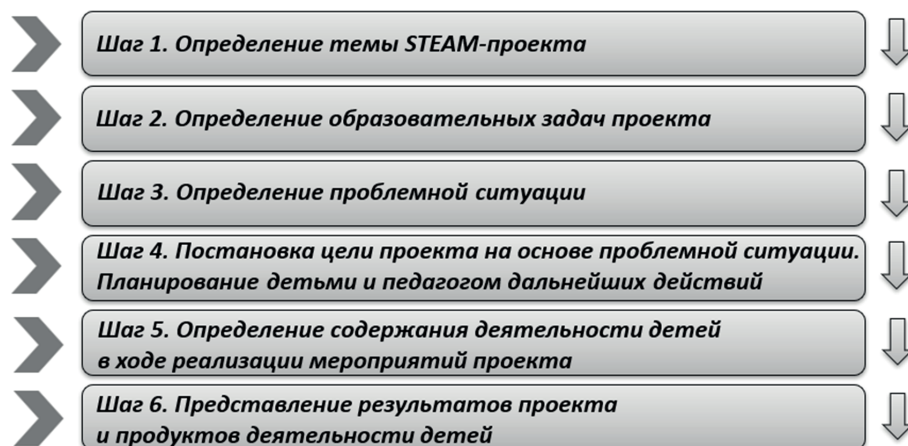 Шаг 1. Определение темы STEAM-проекта
Шаг 2. Определение образовательных задач проекта
Шаг 3. Определение проблемной ситуации
Шаг 4. Постановка цели проекта на основе проблемной ситуации.
Планирование детьми и педагогом дальнейших действий
Шаг 5. Определение содержания деятельности детей
в ходе реализации мероприятий проекта
Шаг 6. Представление результатов проекта
и продуктов деятельности детей